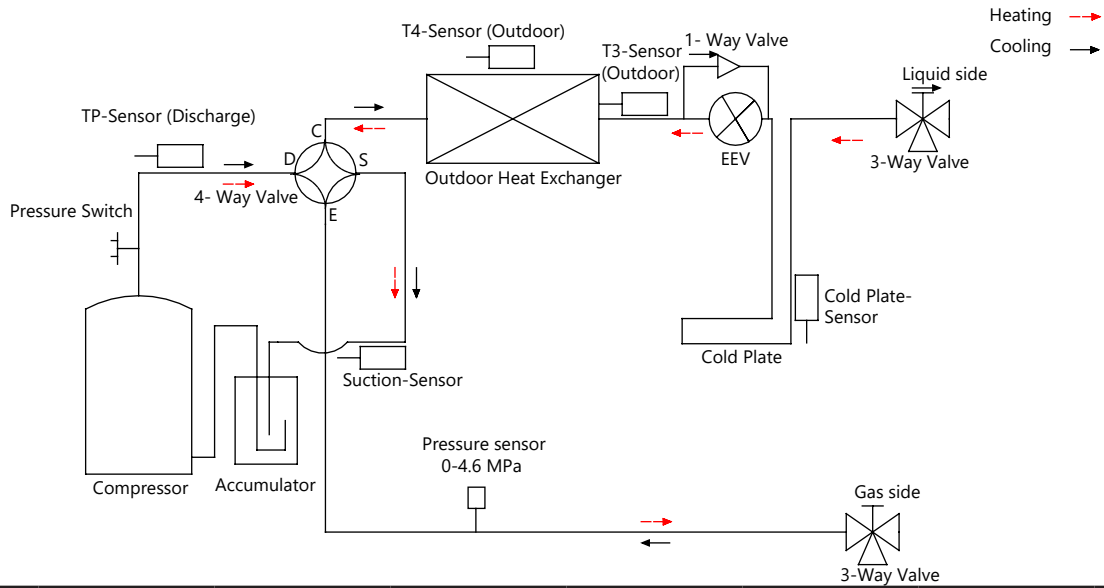 Heating
Cooling
T4-Sensor (Outdoor)
T3-Sensor
(Outdoor)
1- Way Valve
Liquid side
TP-Sensor (Discharge)
C
D
S
E
4- Way Valve
Outdoor Heat Exchanger
EEV
3-Way Valve
Pressure Switch
Cold Plate-
Sensor
Cold Plate
Suction-Sensor
Pressure sensor
0-4.6 MPa
Compressor
Accumulator
Gas side
3-Way Valve